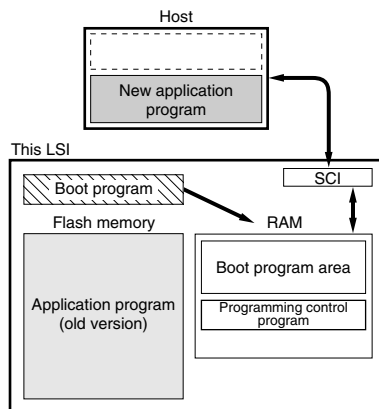 Host
New application
program
This LSI
SCI
Boot program
Flash memory
RAM
Boot program area
Application program
(old version)
Programming control
program